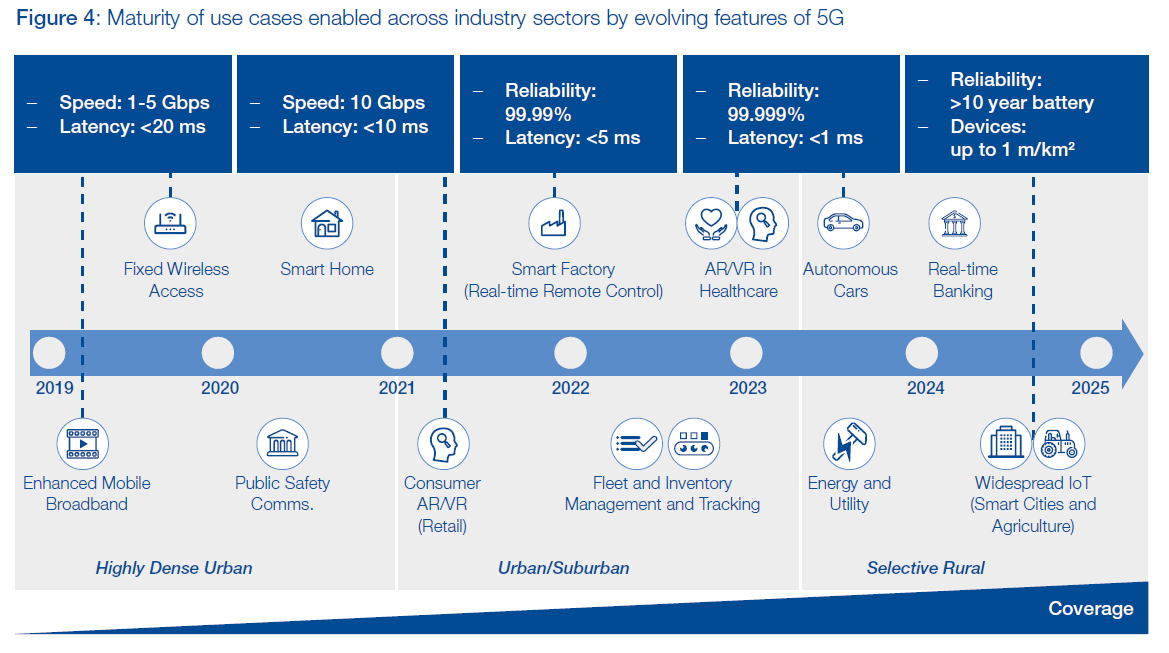 Figure 4: Maturity of use cases enabled across industry sectors by evolving features of 5G
– Speed: 1-5 Gbps
– Latency: <20 ms
– Speed: 10 Gbps
– Latency: <10 ms
– Reliability:
99.99%
– Latency: <5 ms
– Reliability:
99.999%
– Latency: <1 ms
– Reliability:
>10 year battery
– Devices:
up to 1 m/km²
Fixed Wireless
Access
Smart Home
Smart Factory
(Real-time Remote Control)
AR/VR in
Healthcare
Autonomous
Cars
Real-time
Banking
2019
2020
2021
2022
2023
2024
2025
Enhanced Mobile
Broadband
Public Safety
Comms.
Consumer
AR/VR
(Retail)
Fleet and Inventory
Management and Tracking
Energy and
Utility
Widespread IoT
(Smart Cities and
Agriculture)
Highly Dense Urban
Urban/Suburban
Selective Rural
Coverage